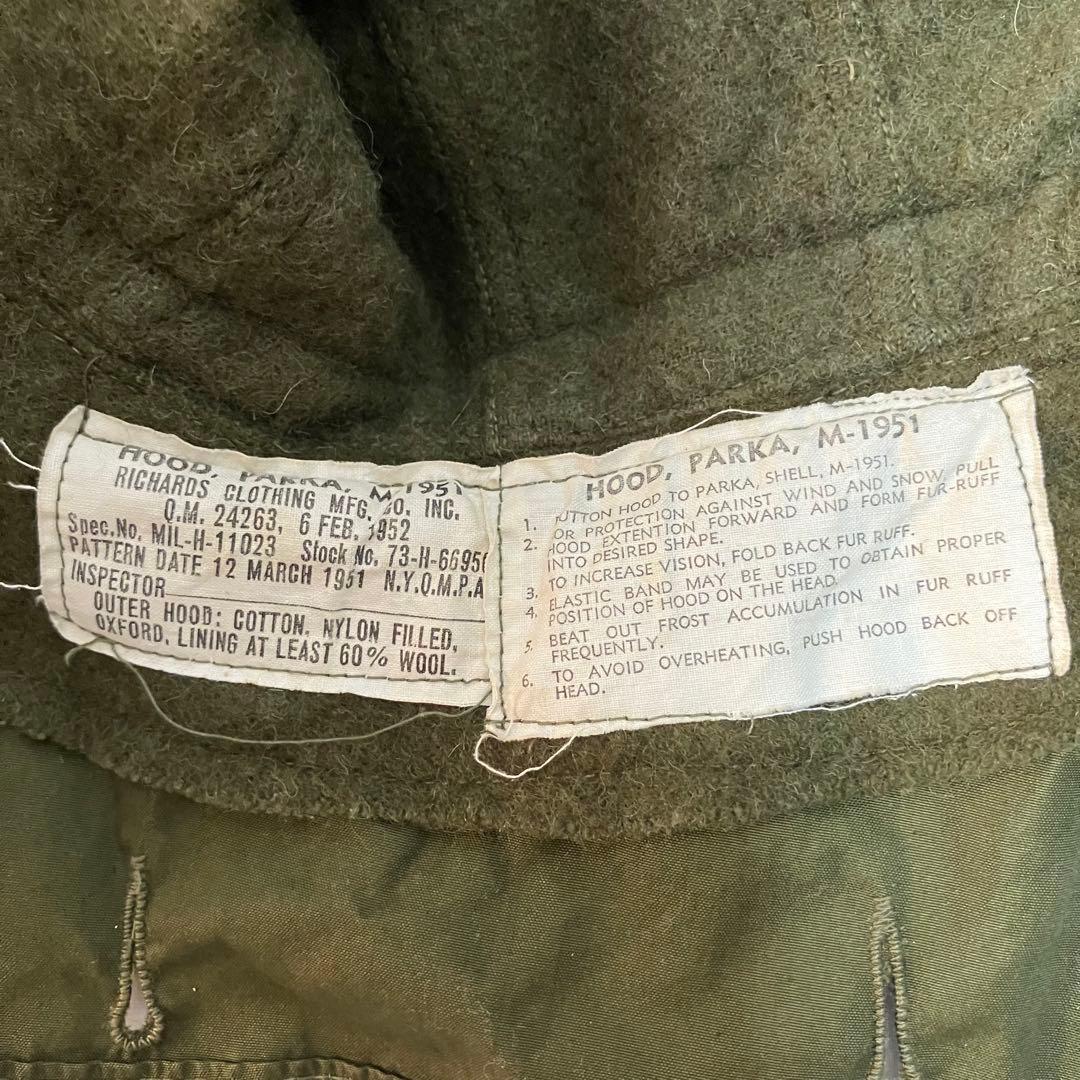 HOOD, PARKA, M-1951
RICHARDS CLOTHING MFG. CO. INC.
Q.M. 24263, 6 FEB. 1952
Spec. No. MIL-H-11023 Stock No. 73-H-6695
PATTERN DATE 12 MARCH 1951 N.Y.Q.M.P.A
INSPECTOR
OUTER HOOD: COTTON, NYLON FILLED,
OXFORD. LINING AT LEAST 60% WOOL.
HOOD, PARKA, M-1951
1. BUTTON HOOD TO PARKA, SHELL, M-1951.
2. FOR PROTECTION AGAINST WIND AND SNOW, PULL
HOOD EXTENTION FORWARD AND FORM FUR-RUFF
INTO DESIRED SHAPE.
3. TO INCREASE VISION, FOLD BACK FUR RUFF.
4. ELASTIC BAND MAY BE USED TO OBTAIN PROPER
POSITION OF HOOD ON THE HEAD.
5. BEAT OUT FROST ACCUMULATION IN FUR RUFF
FREQUENTLY.
6. TO AVOID OVERHEATING, PUSH HOOD BACK OFF
HEAD.